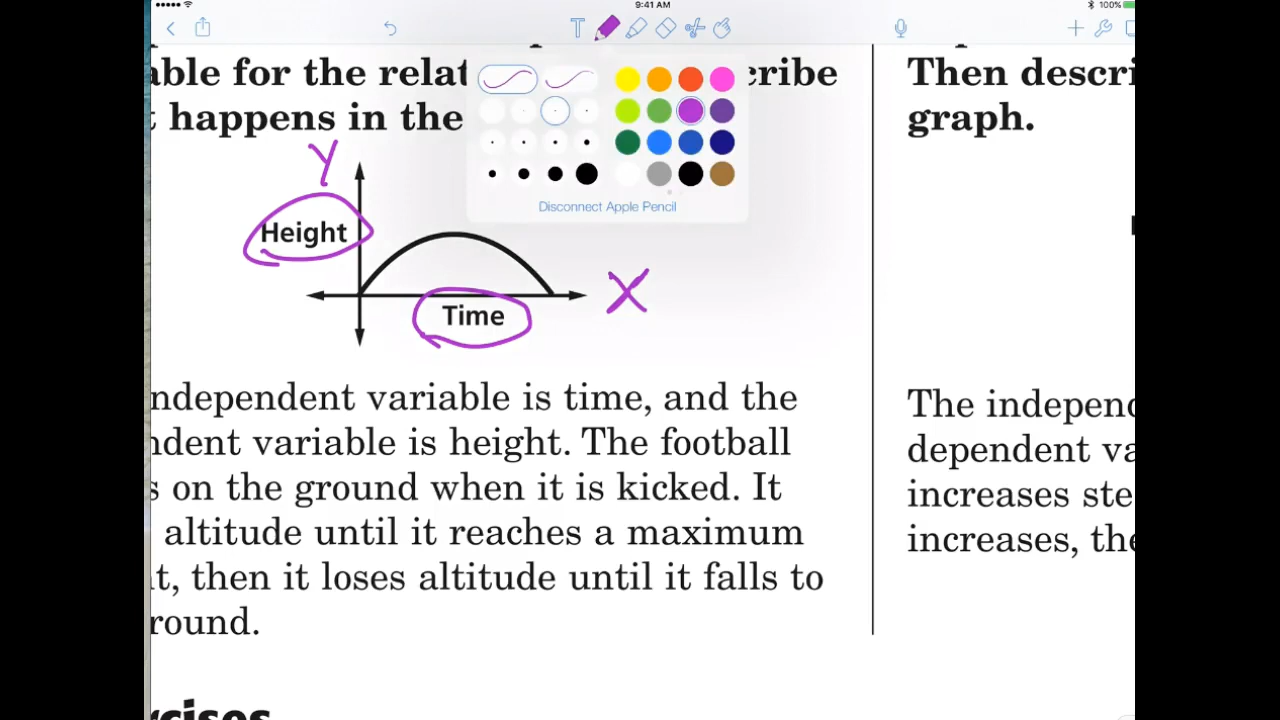 9:41 AM
100%
T
able for the relat cribe
t happens in the
Y
Height
X
Time
ndependent variable is time, and the
ndent variable is height. The football
s on the ground when it is kicked. It
altitude until it reaches a maximum
t, then it loses altitude until it falls to
round.
rcises
Disconnect Apple Pencil
Then descri
graph.
The independ
dependent va
increases ste
increases, the